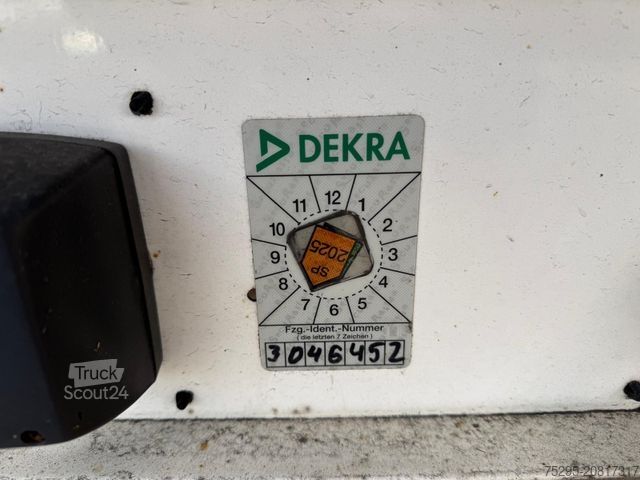 DEKRA
11 12 1
10 2
9 3
8 4
7 6 5
SP
2025
Fzg.-Ident.-Nummer
(die letzten 7 Zeichen)
3046452
Truck
Scout24
75295-20817317